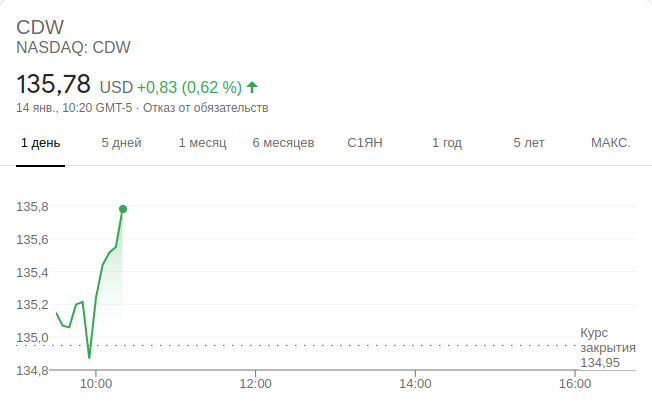 CDW
NASDAQ: CDW
135,78 USD +0,83 (0,62 %)
14 янв., 10:20 GMT-5 · Отказ от обязательств
1 день 5 дней 1 месяц 6 месяцев С1ЯН 1 год 5 лет МАКС.
135,8
135,6
135,4
135,2
135,0
134,8
Курс
закрытия
134,95
10:00 12:00 14:00 16:00